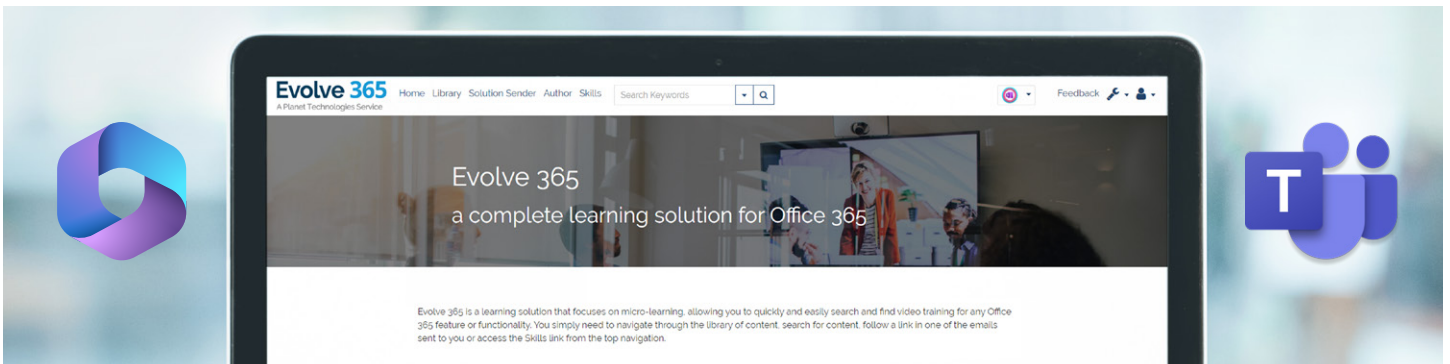 Evolve 365
A Planet Technologies Service
Home Library Solution Sender Author Skills
Search Keywords
Feedback
Evolve 365
a complete learning solution for Office 365
Evolve 365 is a learning solution that focuses on micro-learning, allowing you to quickly and easily search and find video training for any Office
365 feature or functionality. You simply need to navigate through the library of content, search for content, follow a link in one of the emails
sent to you or access the Skills link from the top navigation.
T